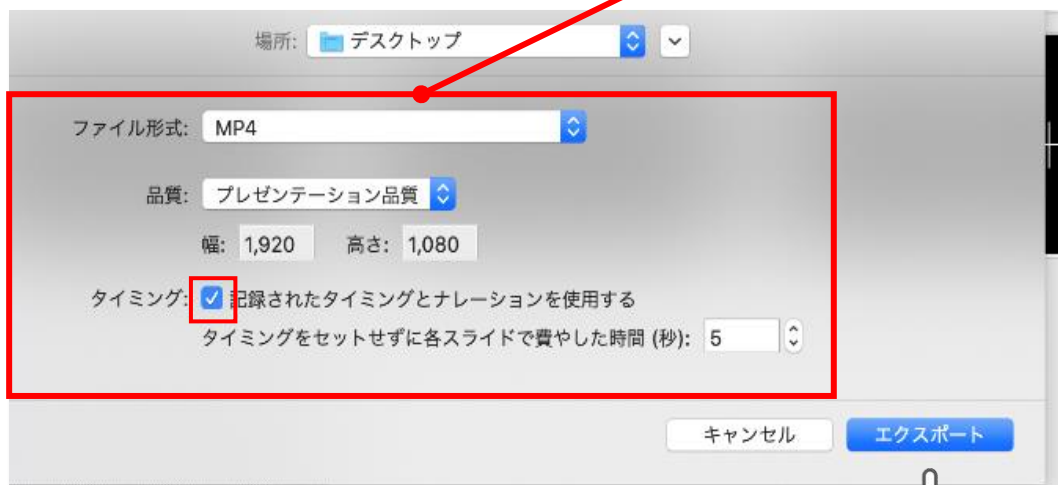 場所: デスクトップ
ファイル形式: MP4
品質: プレゼンテーション品質
幅: 1,920 高さ: 1,080
タイミング: 記録されたタイミングとナレーションを使用する
タイミングをセットせずに各スライドで費やした時間 (秒): 5
キャンセル エクスポート